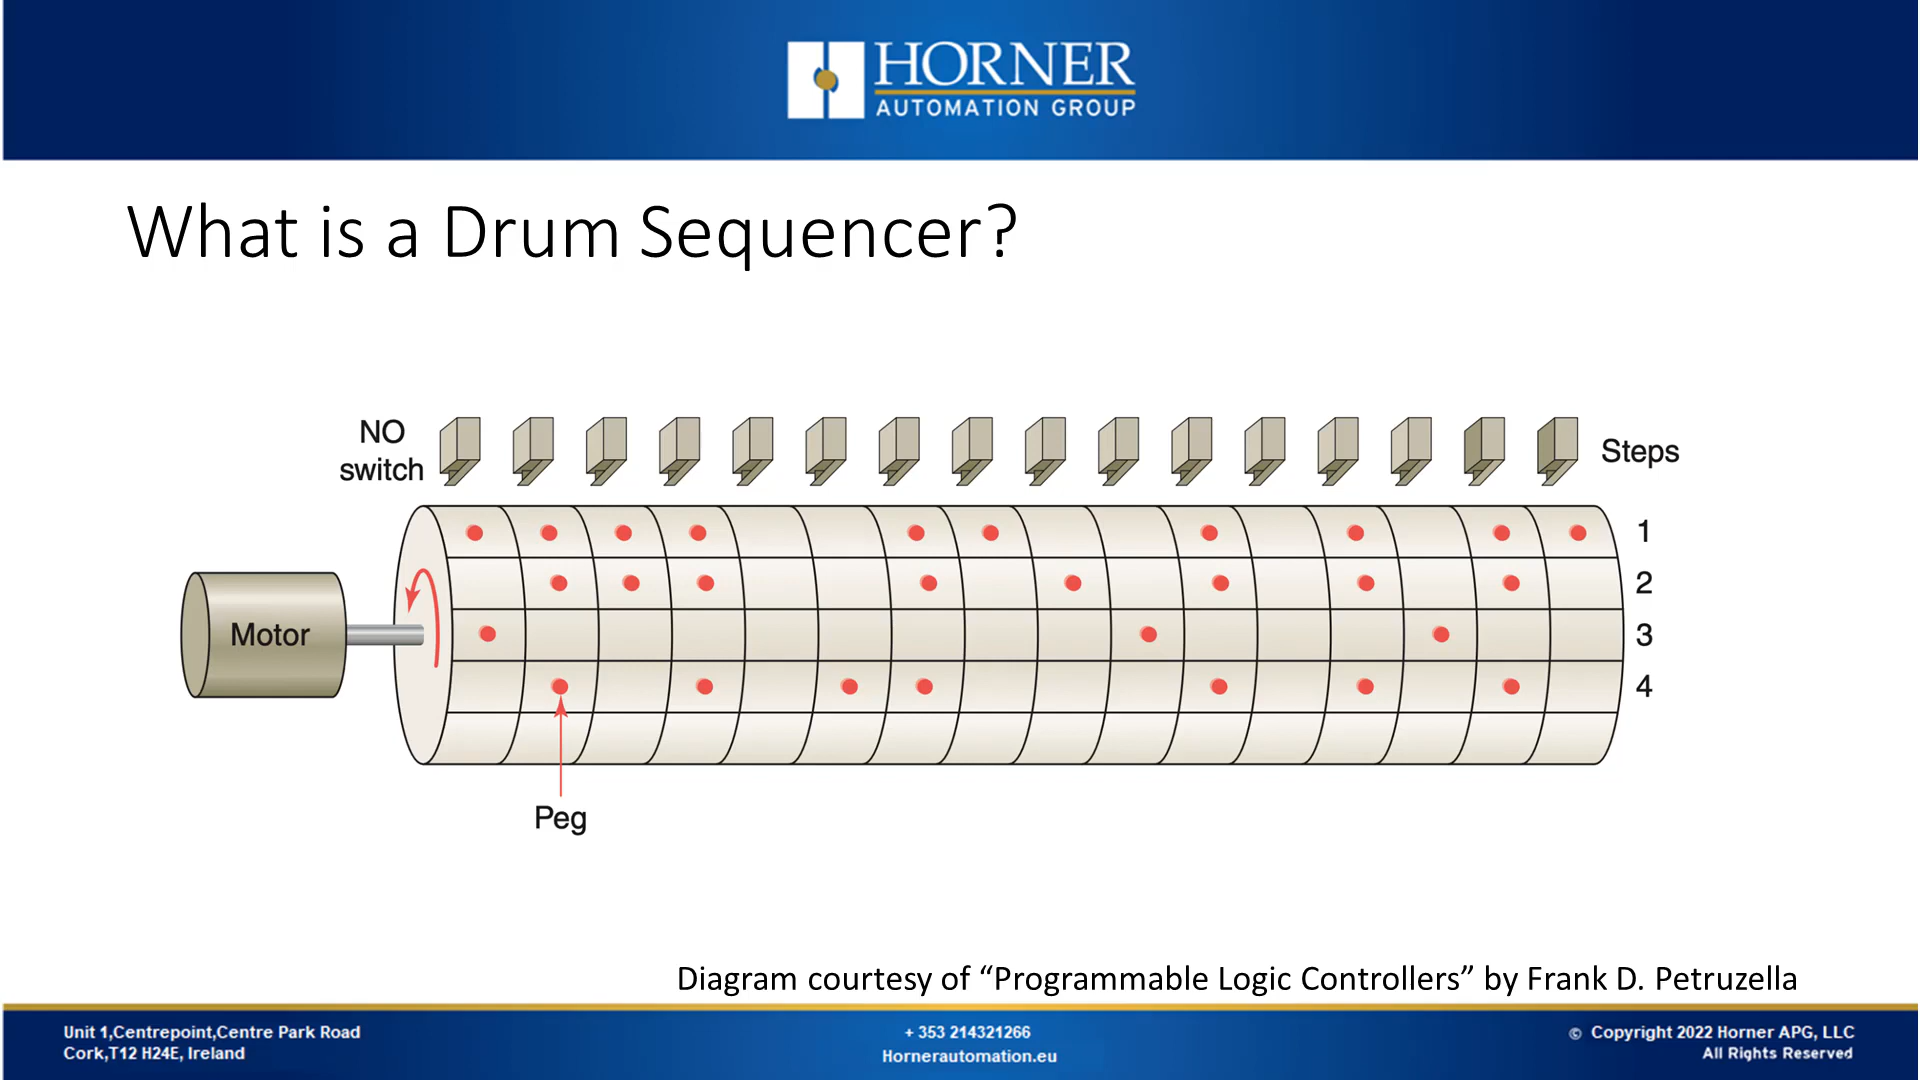 HORNER
AUTOMATION GROUP
What is a Drum Sequencer?
NO
switch
Steps
1
2
3
4
Motor
Peg
Diagram courtesy of “Programmable Logic Controllers” by Frank D. Petruzella
Unit 1,Centrepoint,Centre Park Road
Cork,T12 H24E, Ireland
+ 353 214321266
Hornerautomation.eu
© Copyright 2022 Horner APG, LLC
All Rights Reserved